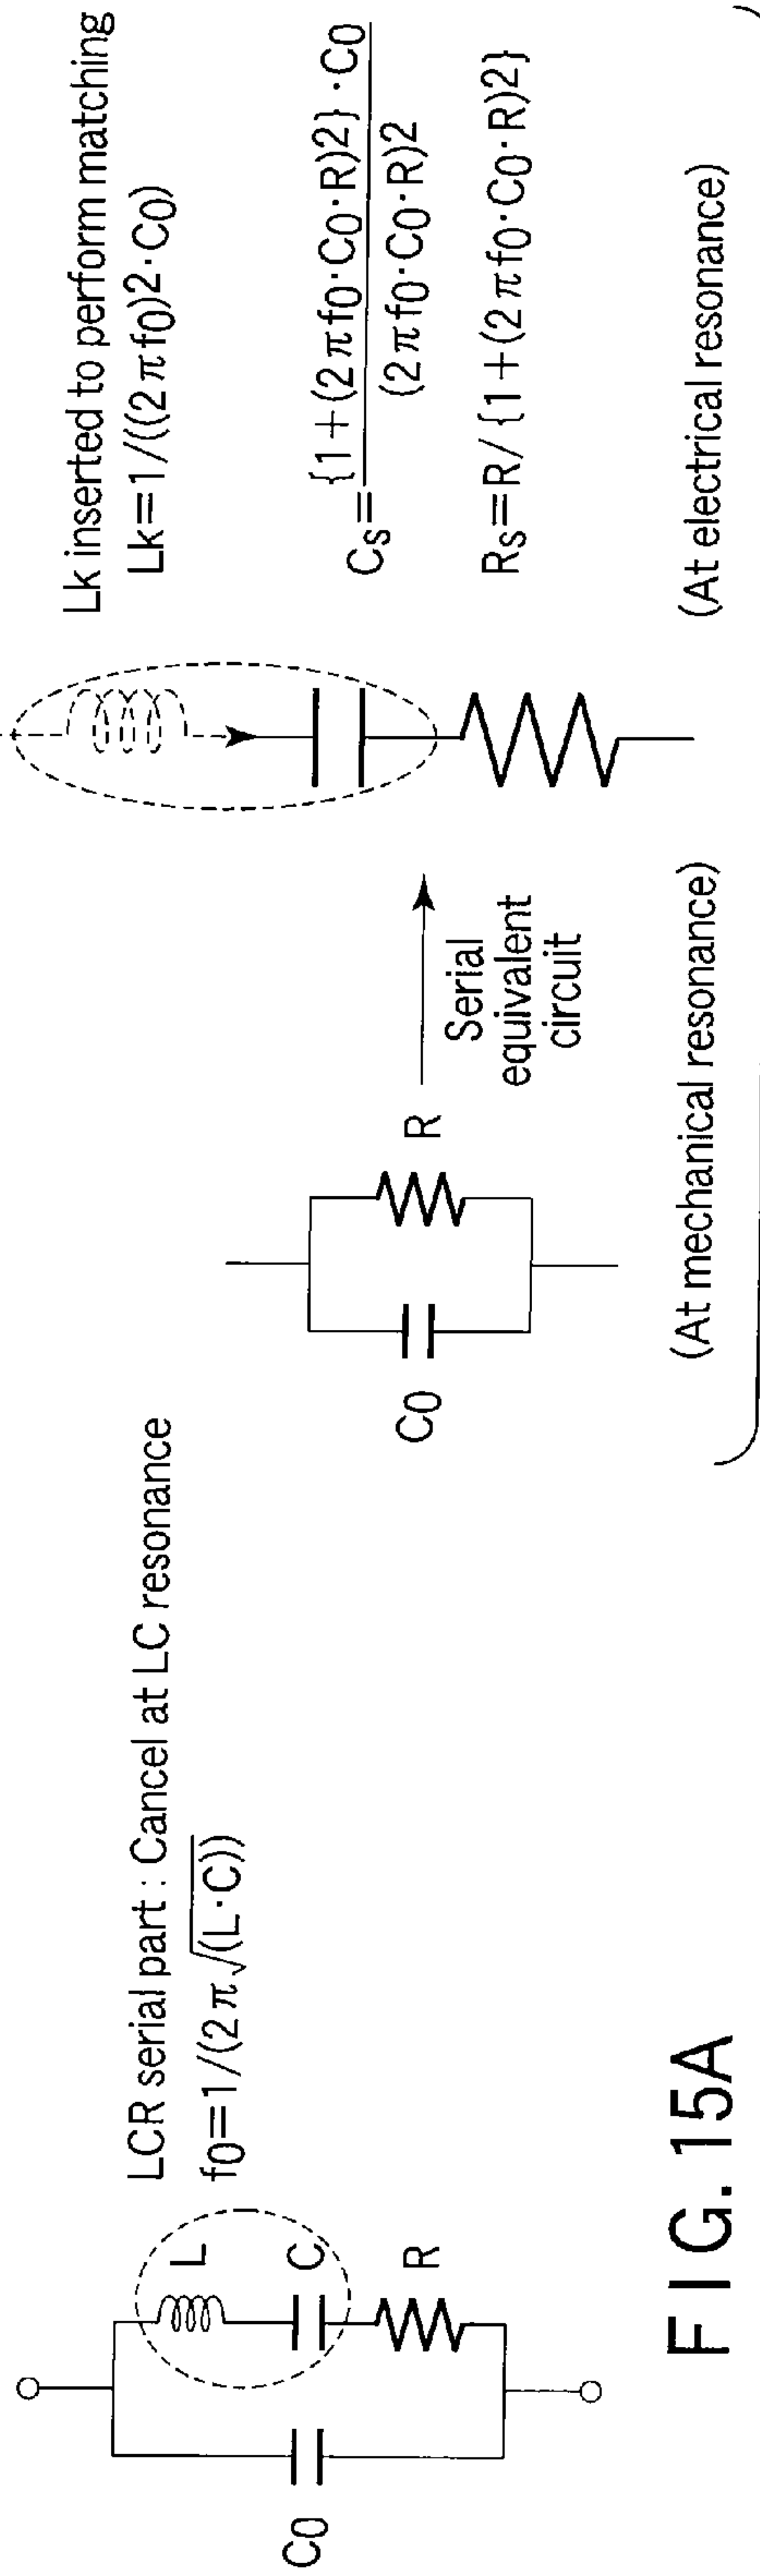 C0
L
C
R
LCR serial part : Cancel at LC resonance
f0=1/(2π√(L·C))
FIG. 15A
C0
R
(At mechanical resonance)
Serial
equivalent
circuit
Lk inserted to perform matching
Lk=1/((2πf0)2·C0)
Cs={1+(2πf0·C0·R)2}·C0
(2πf0·C0·R)2
Rs=R/{1+(2πf0·C0·R)2}
(At electrical resonance)